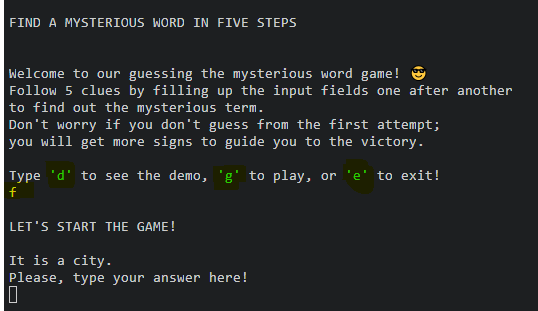 FIND A MYSTERIOUS WORD IN FIVE STEPS
Welcome to our guessing the mysterious word game! 😎
Follow 5 clues by filling up the input fields one after another
to find out the mysterious term.
Don't worry if you don't guess from the first attempt;
you will get more signs to guide you to the victory.
Type 'd' to see the demo, 'g' to play, or 'e' to exit!
f
LET'S START THE GAME!
It is a city.
Please, type your answer here!